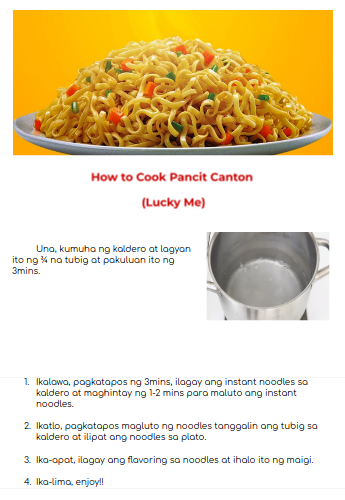 How to Cook Pancit Canton
(Lucky Me)
Una, kumuha ng kaldero at lagyan
ito ng ¾ na tubig at pakuluan ito ng
3mins.
1. Ikalawa, pagkatapos ng 3mins, ilagay ang instant noodles sa
kaldero at maghintay ng 1-2 mins para maluto ang instant
noodles.
2. Ikatlo, pagkatapos magluto ng noodles tanggalin ang tubig sa
kaldero at ilipat ang noodles sa plato.
3. Ika-apat, ilagay ang flavoring sa noodles at ihalo ito ng maigi.
4. Ika-lima, enjoy!!